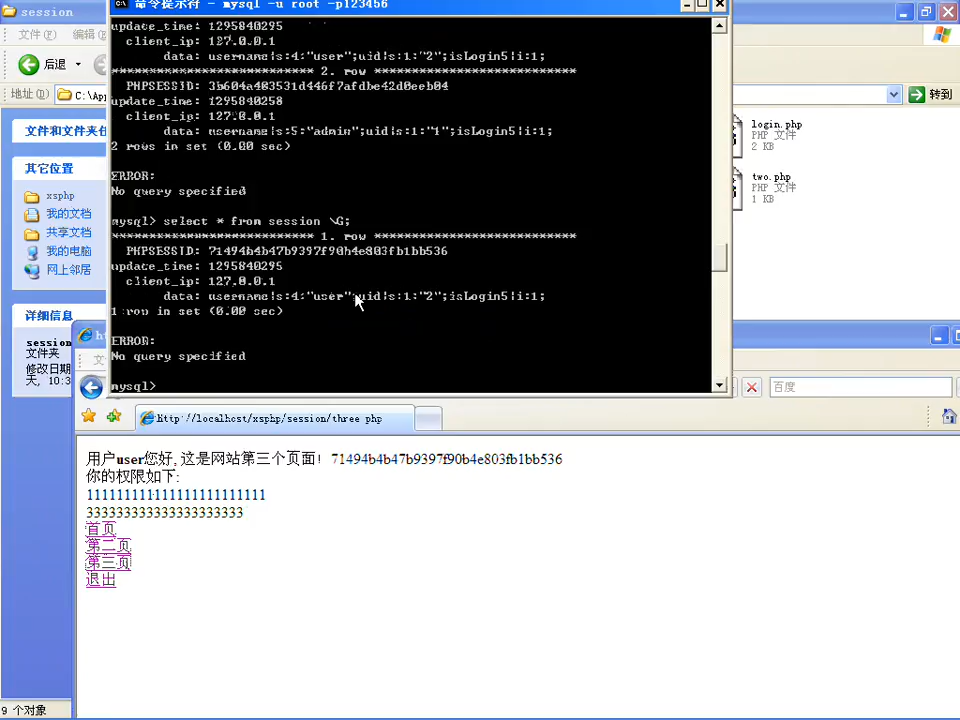 session
命令提示符 - mysql -u root -p123456
文件(F) 编辑(E)
后退
地址(D) C:\App
转到
update_time: 1295840295
client_ip: 127.0.0.1
data: username|s:4:"user";uid|s:1:"2";isLogin5|i:1;
*************************** 2. row ***************************
PHPSESSID: 3b604a483531d446f7afdbe42d0eeb04
update_time: 1295840258
client_ip: 127.0.0.1
data: username|s:5:"admin";uid|s:1:"1";isLogin5|i:1;
2 rows in set (0.00 sec)
ERROR:
No query specified
mysql> select * from session \G;
*************************** 1. row ***************************
PHPSESSID: 71494b4b47b9397f90b4e803fb1bb536
update_time: 1295840295
client_ip: 127.0.0.1
data: username|s:4:"user";uid|s:1:"2";isLogin5|i:1;
1 row in set (0.00 sec)
ERROR:
No query specified
mysql>
文件和文件夹任
其它位置
xsphp
我的文档
共享文档
我的电脑
网上邻居
详细信息
session
文件夹
修改日期
天, 10:3
login.php
PHP 文件
2 KB
two.php
PHP 文件
1 KB
百度
http://localhost/xsphp/session/three.php
用户user您好, 这是网站第三个页面! 71494b4b47b9397f90b4e803fb1bb536
你的权限如下:
11111111111111111111111
33333333333333333333
首页
第二页
第三页
退出
9 个对象